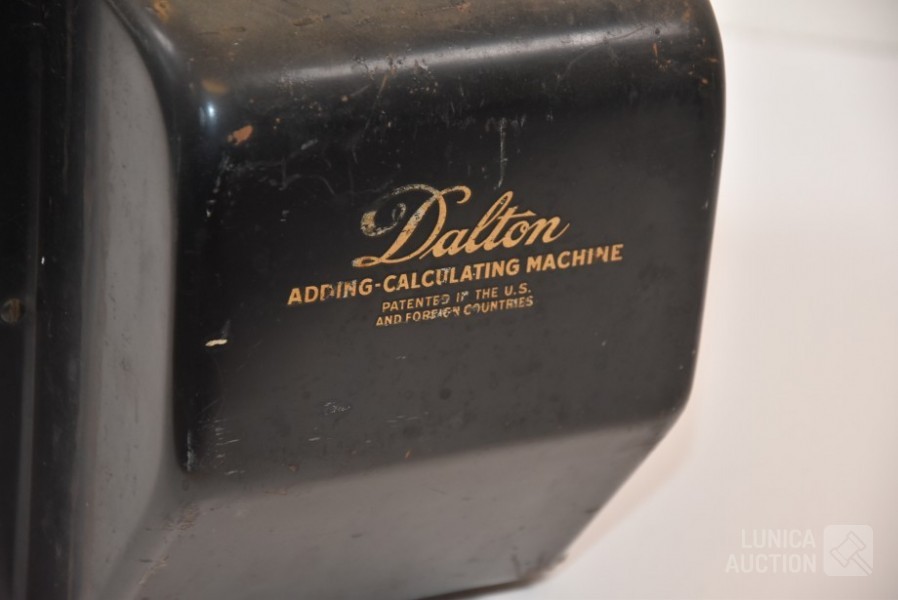 Dalton
ADDING-CALCULATING MACHINE
PATENTED IN THE U.S.
AND FOREIGN COUNTRIES
LUNICA
AUCTION